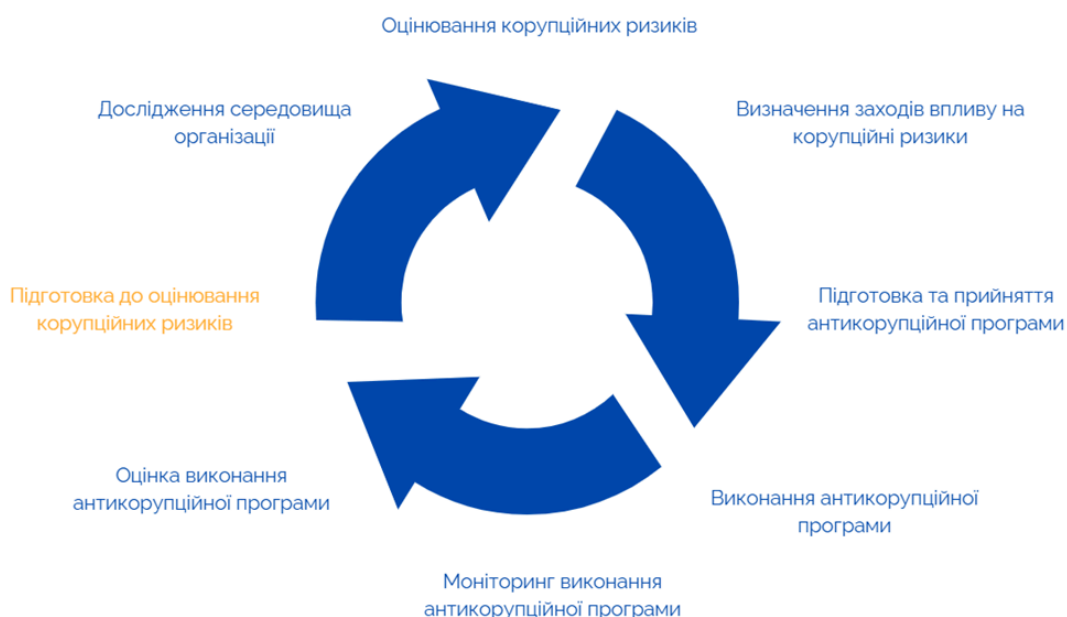 Оцінювання корупційних ризиків
Дослідження середовища
організації
Визначення заходів впливу на
корупційні ризики
Підготовка до оцінювання
корупційних ризиків
Підготовка та прийняття
антикорупційної програми
Оцінка виконання
антикорупційної програми
Виконання антикорупційної
програми
Моніторинг виконання
антикорупційної програми